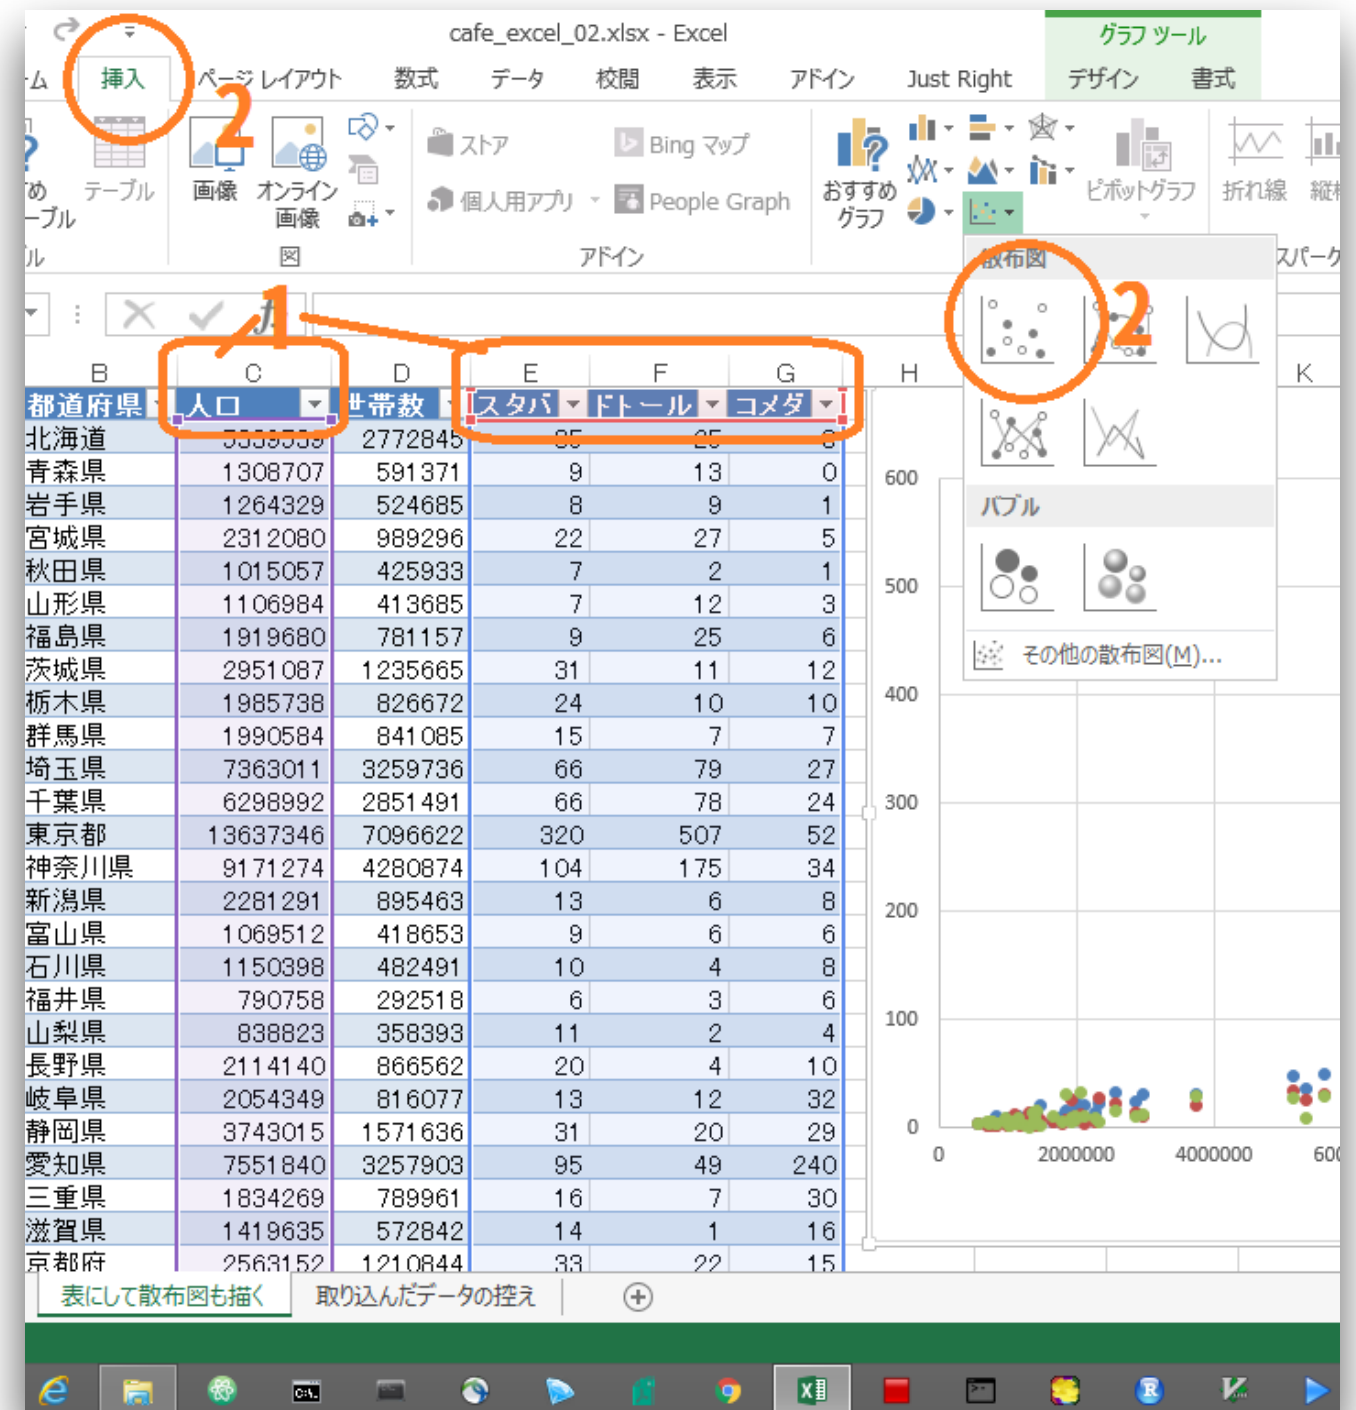 cafe_excel_02.xlsx - Excel
グラフ ツール
ム 挿入 ページ レイアウト 数式 データ 校閲 表示 アドイン Just Right デザイン 書式
2
ストア
Bing マップ
個人用アプリ
People Graph
テーブル
画像
オンライン
画像
おすすめ
グラフ
ピボットグラフ
折れ線
め
ーブル
ル
図
アドイン
スパーク
散布図
2
バブル
その他の散布図(M)...
1
B C D E F G H K
都道府県 人口 世帯数 スタバ ドトール コメダ
北海道 2772845
青森県 1308707 591371 9 13 0
岩手県 1264329 524685 8 9 1
宮城県 2312080 989296 22 27 5
秋田県 1015057 425933 7 2 1
山形県 1106984 413685 7 12 3
福島県 1919680 781157 9 25 6
茨城県 2951087 1235665 31 11 12
栃木県 1985738 826672 24 10 10
群馬県 1990584 841085 15 7 7
埼玉県 7363011 3259736 66 79 27
千葉県 6298992 2851491 66 78 24
東京都 13637346 7096622 320 507 52
神奈川県 9171274 4280874 104 175 34
新潟県 2281291 895463 13 6 8
富山県 1069512 418653 9 6 6
石川県 1150398 482491 10 4 8
福井県 790758 292518 6 3 6
山梨県 838823 358393 11 2 4
長野県 2114140 866562 20 4 10
岐阜県 2054349 816077 13 12 32
静岡県 3743015 1571636 31 20 29
愛知県 7551840 3257903 95 49 240
三重県 1834269 789961 16 7 30
滋賀県 1419635 572842 14 1 16
京都府 2563152 1210844 33 22 15
600
500
400
300
200
100
0
0 2000000 4000000 600
表にして散布図も描く 取り込んだデータの控え
C:\.
R